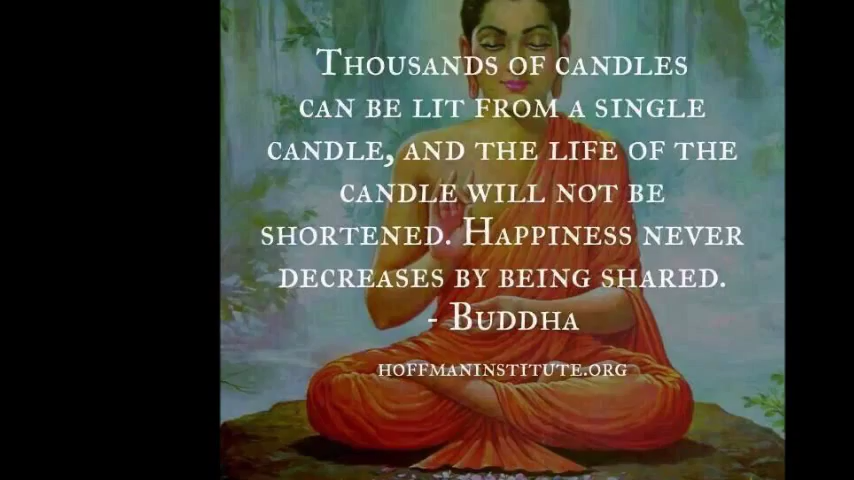 Thousands of candles
can be lit from a single
candle, and the life of the
candle will not be
shortened. Happiness never
decreases by being shared.
- Buddha
hoffmaninstitute.org